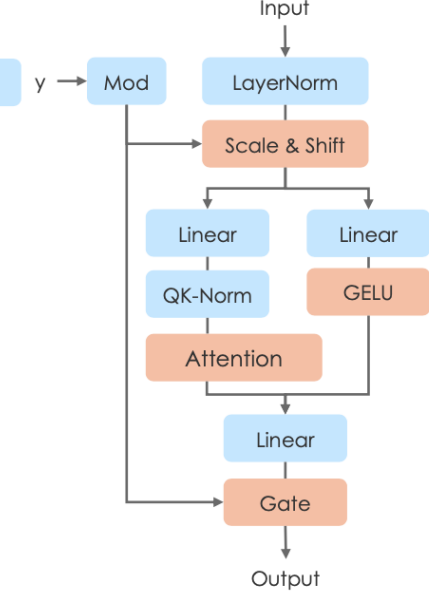 Input
y
Mod
LayerNorm
Scale & Shift
Linear
Linear
QK-Norm
GELU
Attention
Linear
Gate
Output